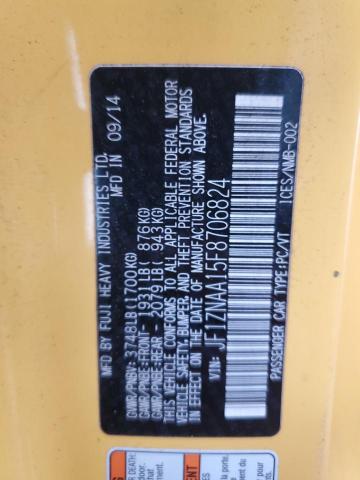 MFD BY FUJI HEAVY INDUSTRIES LTD.
MFD IN 09/14
GVWR/PNBV: 3748LB(1700KG)
GAWR/PNBE:FRONT- 1931LB( 876KG)
GAWR/PNBE:REAR- 2079LB( 943KG)
THIS VEHICLE CONFORMS TO ALL APPLICABLE FEDERAL MOTOR
VEHICLE SAFETY,BUMPER, AND THEFT PREVENTION STANDARDS
IN EFFECT ON THE DATE OF MANUFACTURE SHOWN ABOVE.
VIN: JF1ZNAA15F8706824
ICES/NMB-002
PASSENGER CAR TYPE:PC/VT
R DEATH:
la porte.